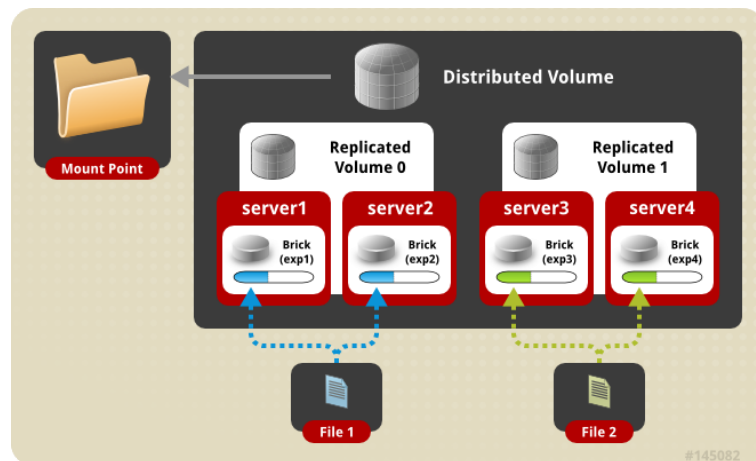 Distributed Volume
Mount Point
Replicated
Volume 0
Replicated
Volume 1
server1
server2
server3
server4
Brick
(exp1)
Brick
(exp2)
Brick
(exp3)
Brick
(exp4)
File 1
File 2
#145082